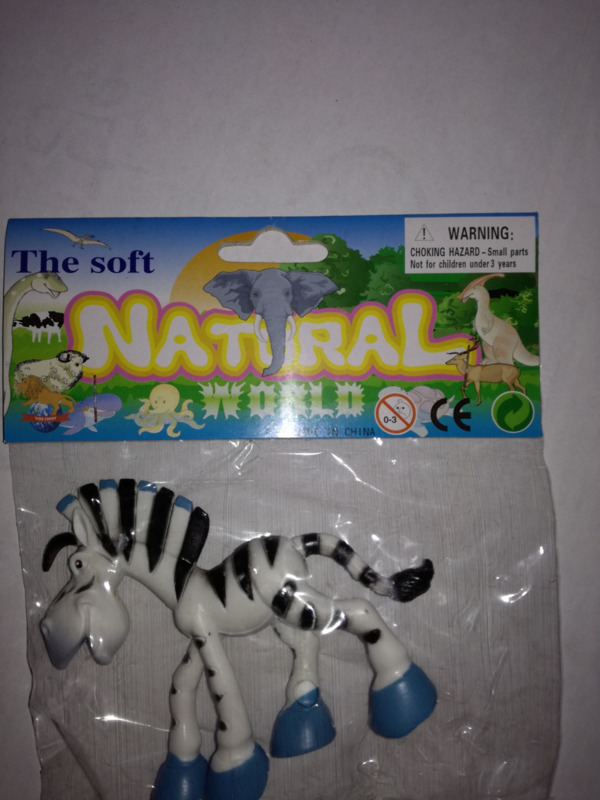 The soft
WARNING:
CHOKING HAZARD - Small parts
Not for children under 3 years
NATURAL
WORLD
0-3
CE
IN CHINA